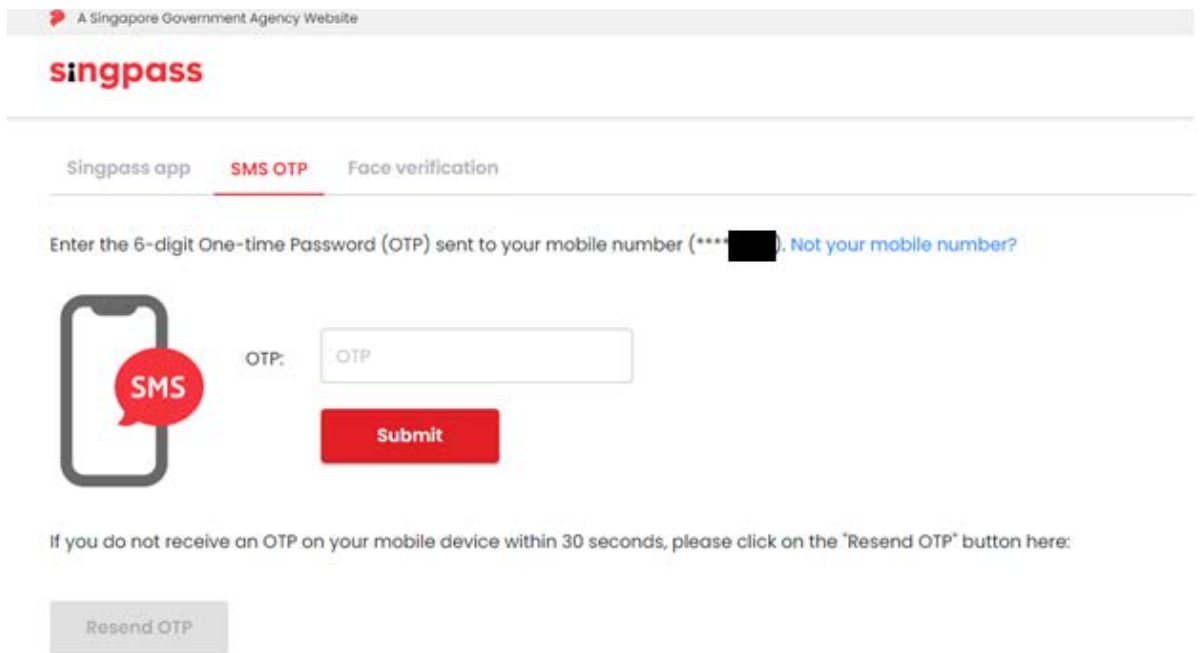 A Singapore Government Agency Website
singpass
Singpass app SMS OTP Face verification
Enter the 6-digit One-time Password (OTP) sent to your mobile number (****). Not your mobile number?
SMS
OTP: OTP
Submit
If you do not receive an OTP on your mobile device within 30 seconds, please click on the "Resend OTP" button here:
Resend OTP